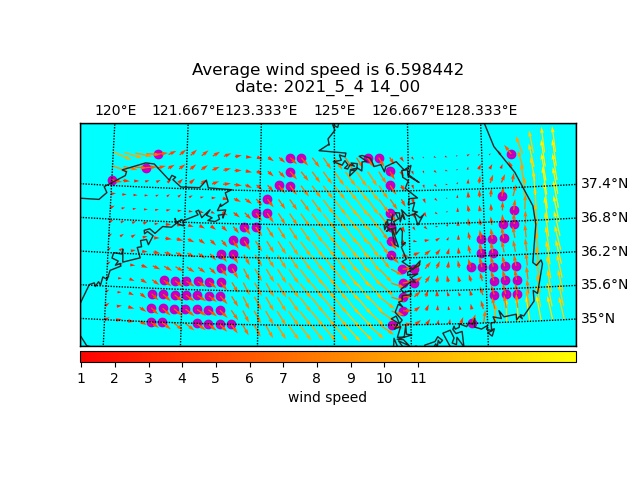 Average wind speed is 6.598442
date: 2021_5_4 14_00
120°E 121.667°E 123.333°E 125°E 126.667°E 128.333°E
37.4°N
36.8°N
36.2°N
35.6°N
35°N
1 2 3 4 5 6 7 8 9 10 11
wind speed